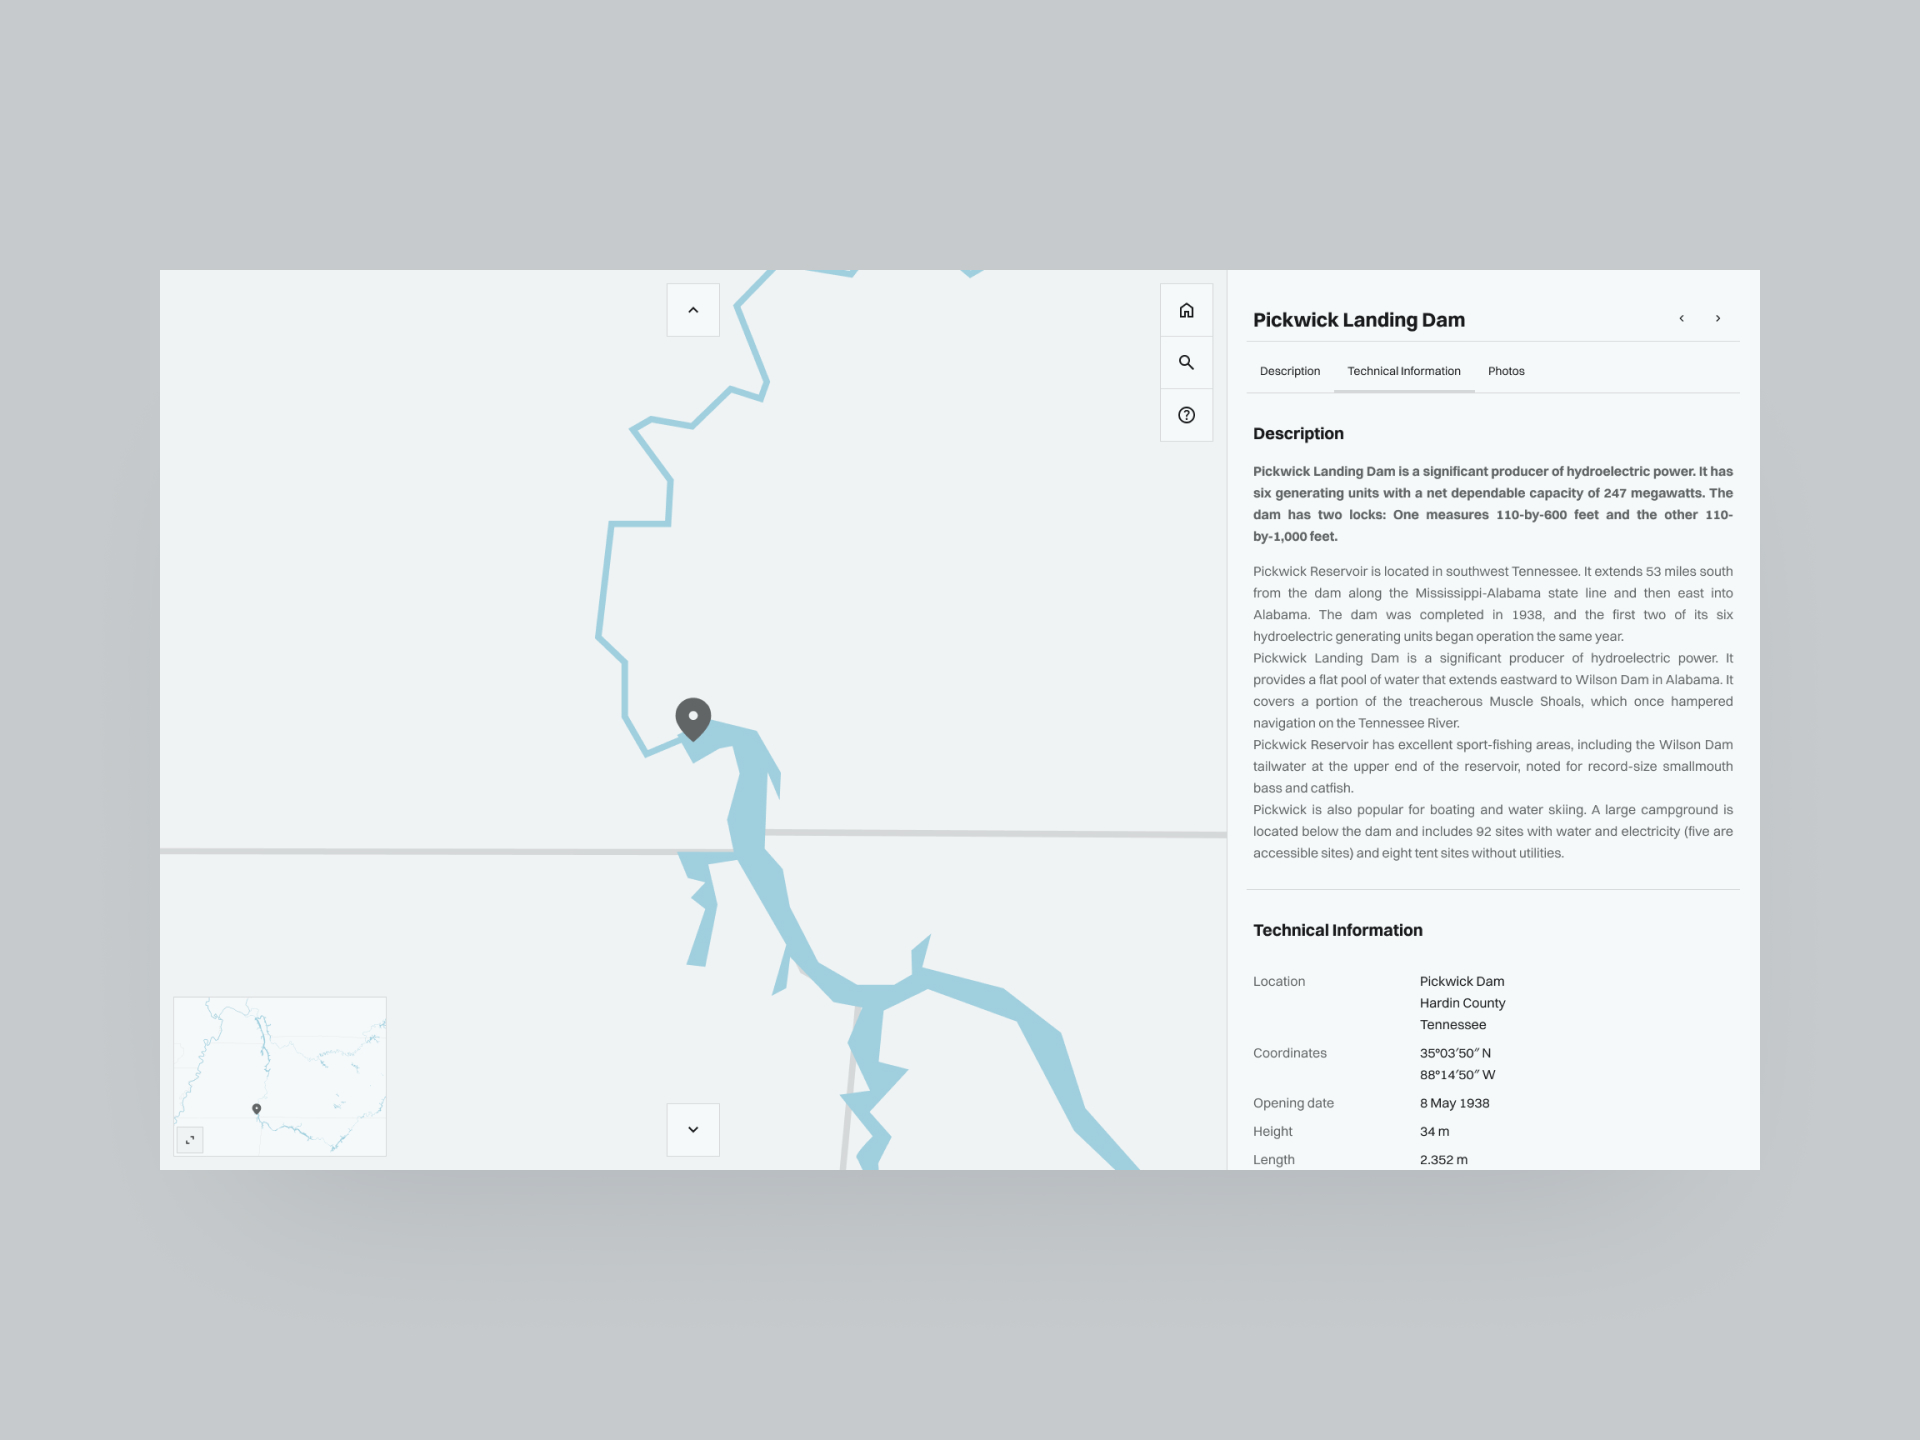 Pickwick Landing Dam
Description Technical Information Photos
Description
Pickwick Landing Dam is a significant producer of hydroelectric power. It has
six generating units with a net dependable capacity of 247 megawatts. The
dam has two locks: One measures 110-by-600 feet and the other 110-
by-1,000 feet.
Pickwick Reservoir is located in southwest Tennessee. It extends 53 miles south
from the dam along the Mississippi-Alabama state line and then east into
Alabama. The dam was completed in 1938, and the first two of its six
hydroelectric generating units began operation the same year.
Pickwick Landing Dam is a significant producer of hydroelectric power. It
provides a flat pool of water that extends eastward to Wilson Dam in Alabama. It
covers a portion of the treacherous Muscle Shoals, which once hampered
navigation on the Tennessee River.
Pickwick Reservoir has excellent sport-fishing areas, including the Wilson Dam
tailwater at the upper end of the reservoir, noted for record-size smallmouth
bass and catfish.
Pickwick is also popular for boating and water skiing. A large campground is
located below the dam and includes 92 sites with water and electricity (five are
accessible sites) and eight tent sites without utilities.
Technical Information
Location Pickwick Dam
Hardin County
Tennessee
Coordinates 35°03′50″ N
88°14′50″ W
Opening date 8 May 1938
Height 34 m
Length 2.352 m